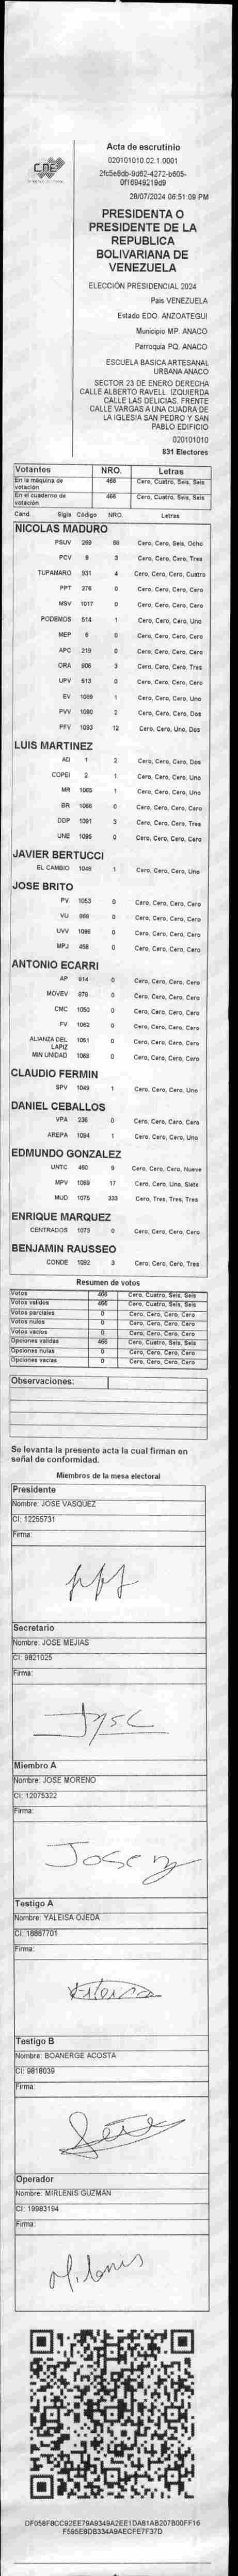 CNE
Acta de escrutinio
020101010.02.1.0001
2fc5e8db-9d62-4272-b605-
0f1694921969
28/07/2024 06:51:09 PM
PRESIDENTA O
PRESIDENTE DE LA
REPUBLICA
BOLIVARIANA DE
VENEZUELA
ELECCIÓN PRESIDENCIAL 2024
Pais VENEZUELA
Estado EDO. ANZOATEGUI
Municipio MP. ANACO
Parroquia PQ. ANACO
ESCUELA BASICA ARTESANAL
URBANA ANACO
SECTOR 23 DE ENERO DERECHA
CALLE ALBERTO RAVELL. IZQUIERDA
CALLE LAS DELICIAS. FRENTE
CALLE VARGAS A UNA CUADRA DE
LA IGLESIA SAN PEDRO Y SAN
PABLO EDIFICIO
020101010
831 Electores
Votantes NRO. Letras
En la maquina de votación 466 Cero, Cuatro, Seis, Seis
En el cuaderno de votación 466 Cero, Cuatro, Seis, Seis
Cand. Sigla Código NRO. Letras
NICOLAS MADURO
PSUV 269 68 Cero, Cero, Seis, Ocho
PCV 9 3 Cero, Cero, Cero, Tres
TUPAMARO 931 4 Cero, Cero, Cero, Cuatro
PPT 276 0 Cero, Cero, Cero, Cero
MSV 1017 0 Cero, Cero, Cero, Cero
PODEMOS 514 1 Cero, Cero, Cero, Uno
MEP 6 0 Cero, Cero, Cero, Cero
APC 219 0 Cero, Cero, Cero, Cero
ORA 906 3 Cero, Cero, Cero, Tres
UPV 513 0 Cero, Cero, Cero, Cero
EV 1089 1 Cero, Cero, Cero, Uno
PVV 1090 2 Cero, Cero, Cero, Dos
PFV 1093 12 Cero, Cero, Uno, Dos
LUIS MARTINEZ
AD 1 2 Cero, Cero, Cero, Dos
COPEI 2 1 Cero, Cero, Cero, Uno
MR 1065 1 Cero, Cero, Cero, Uno
BR 1066 0 Cero, Cero, Cero, Cero
DDP 1091 3 Cero, Cero, Cero, Tres
UNE 1095 0 Cero, Cero, Cero, Cero
JAVIER BERTUCCI
EL CAMBIO 1048 1 Cero, Cero, Cero, Uno
JOSE BRITO
PV 1053 0 Cero, Cero, Cero, Cero
VU 868 0 Cero, Cero, Cero, Cero
UVV 1096 0 Cero, Cero, Cero, Cero
MPJ 458 0 Cero, Cero, Cero, Cero
ANTONIO ECARRI
AP 914 0 Cero, Cero, Cero, Cero
MOVEV 878 0 Cero, Cero, Cero, Cero
CMC 1050 0 Cero, Cero, Cero, Cero
FV 1062 0 Cero, Cero, Cero, Cero
ALIANZA DEL LAPIZ 1051 0 Cero, Cero, Cero, Cero
MIN UNIDAD 1068 0 Cero, Cero, Cero, Cero
CLAUDIO FERMIN
SPV 1049 1 Cero, Cero, Cero, Uno
DANIEL CEBALLOS
VPA 236 0 Cero, Cero, Cero, Cero
AREPA 1094 1 Cero, Cero, Cero, Uno
EDMUNDO GONZALEZ
UNTC 460 9 Cero, Cero, Cero, Nueve
MPV 1069 17 Cero, Cero, Uno, Siete
MUD 1075 333 Cero, Tres, Tres, Tres
ENRIQUE MARQUEZ
CENTRADOS 1073 0 Cero, Cero, Cero, Cero
BENJAMIN RAUSSEO
CONDE 1092 3 Cero, Cero, Cero, Tres
Resumen de votos
Votos 466 Cero, Cuatro, Seis, Seis
Votos validos 466 Cero, Cuatro, Seis, Seis
Votos parciales 0 Cero, Cero, Cero, Cero
Votos nulos 0 Cero, Cero, Cero, Cero
Votos vacios 0 Cero, Cero, Cero, Cero
Opciones validas 466 Cero, Cuatro, Seis, Seis
Opciones nulas 0 Cero, Cero, Cero, Cero
Opciones vacias 0 Cero, Cero, Cero, Cero
Observaciones:
Se levanta la presente acta la cual firman en
señal de conformidad.
Miembros de la mesa electoral
Presidente
Nombre: JOSE VASQUEZ
CI: 12255731
Firma:
Secretario
Nombre: JOSE MEJIAS
CI: 9821025
Firma:
Miembro A
Nombre: JOSE MORENO
CI: 12075322
Firma:
Jose m
Testigo A
Nombre: YALEISA OJEDA
CI: 18887701
Firma:
Testigo B
Nombre: BOANERGE ACOSTA
CI: 9818039
Firma:
Operador
Nombre: MIRLENIS GUZMAN
CI: 19983194
Firma:
DF058F8CC92EE79A9349A2EE1DA81AB207B00FF16
F595E8DB334A9AECFE7F37D